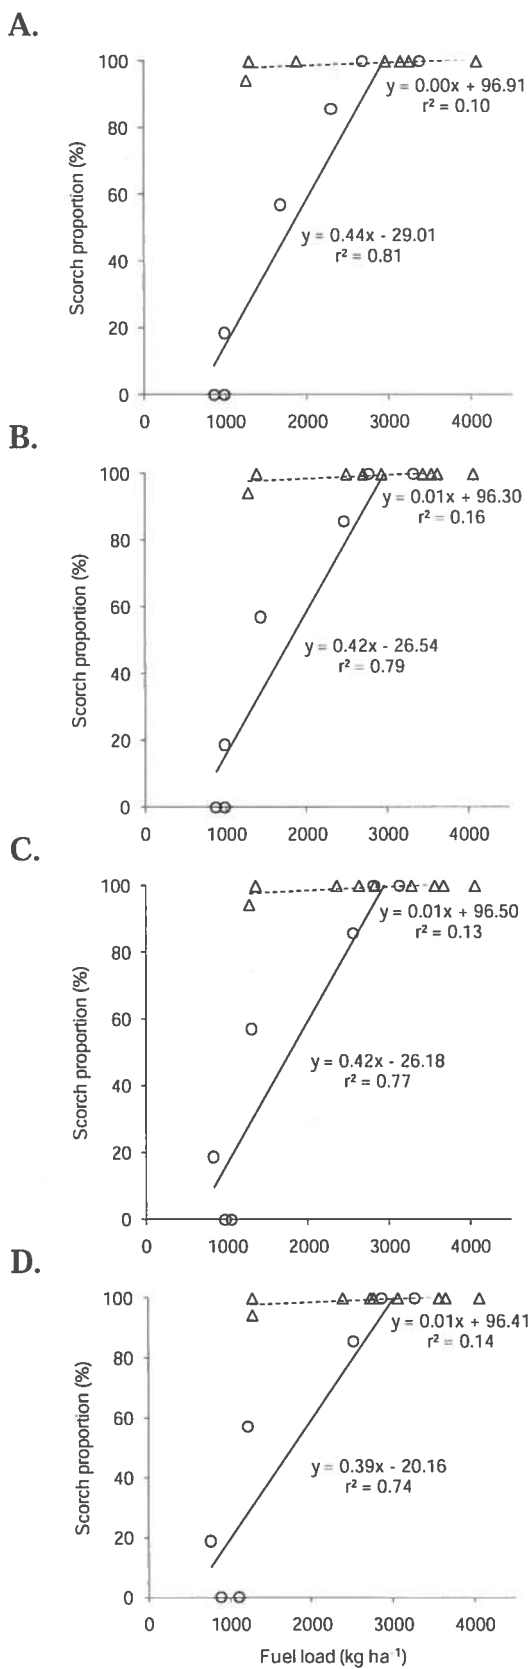 A.
Scorch proportion (%)
100
80
60
40
20
0
y = 0.00x + 96.91
r² = 0.10
y = 0.44x - 29.01
r² = 0.81
0 1000 2000 3000 4000
B.
Scorch proportion (%)
100
80
60
40
20
0
y = 0.01x + 96.30
r² = 0.16
y = 0.42x - 26.54
r² = 0.79
0 1000 2000 3000 4000
C.
Scorch proportion (%)
100
80
60
40
20
0
y = 0.01x + 96.50
r² = 0.13
y = 0.42x - 26.18
r² = 0.77
0 1000 2000 3000 4000
D.
Scorch proportion (%)
100
80
60
40
20
0
y = 0.01x + 96.41
r² = 0.14
y = 0.39x - 20.16
r² = 0.74
0 1000 2000 3000 4000
Fuel load (kg ha⁻¹)